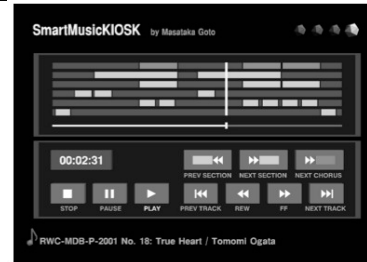 SmartMusicKIOSK by Masataka Goto
00:02:31
PREV SECTION NEXT SECTION NEXT CHORUS
STOP PAUSE PLAY PREV TRACK REW FF NEXT TRACK
RWC-MDB-P-2001 No. 18: True Heart / Tomomi Ogata